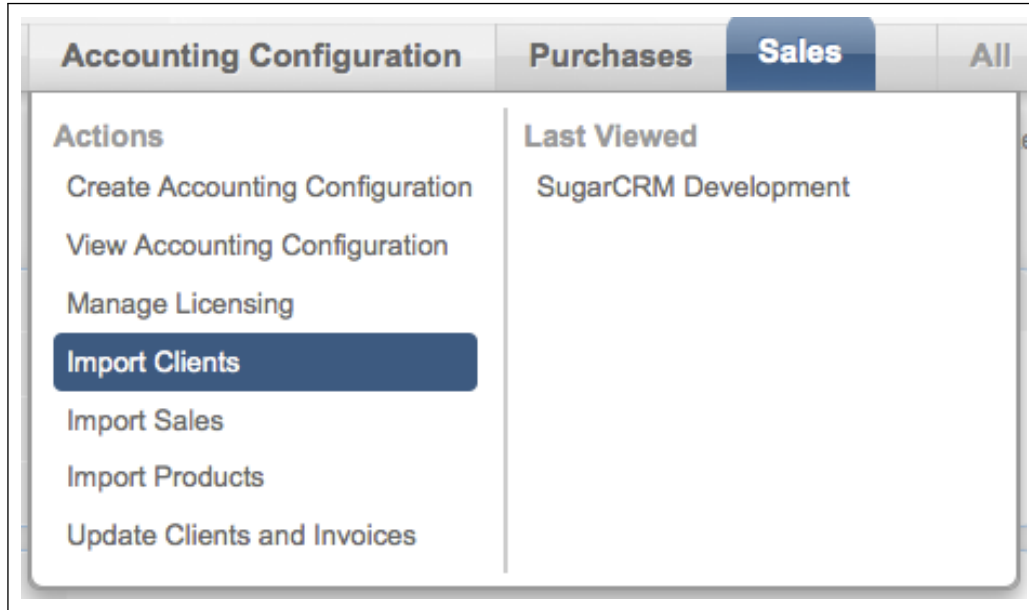 Accounting Configuration Purchases Sales All
Actions
Create Accounting Configuration
View Accounting Configuration
Manage Licensing
Import Clients
Import Sales
Import Products
Update Clients and Invoices
Last Viewed
SugarCRM Development